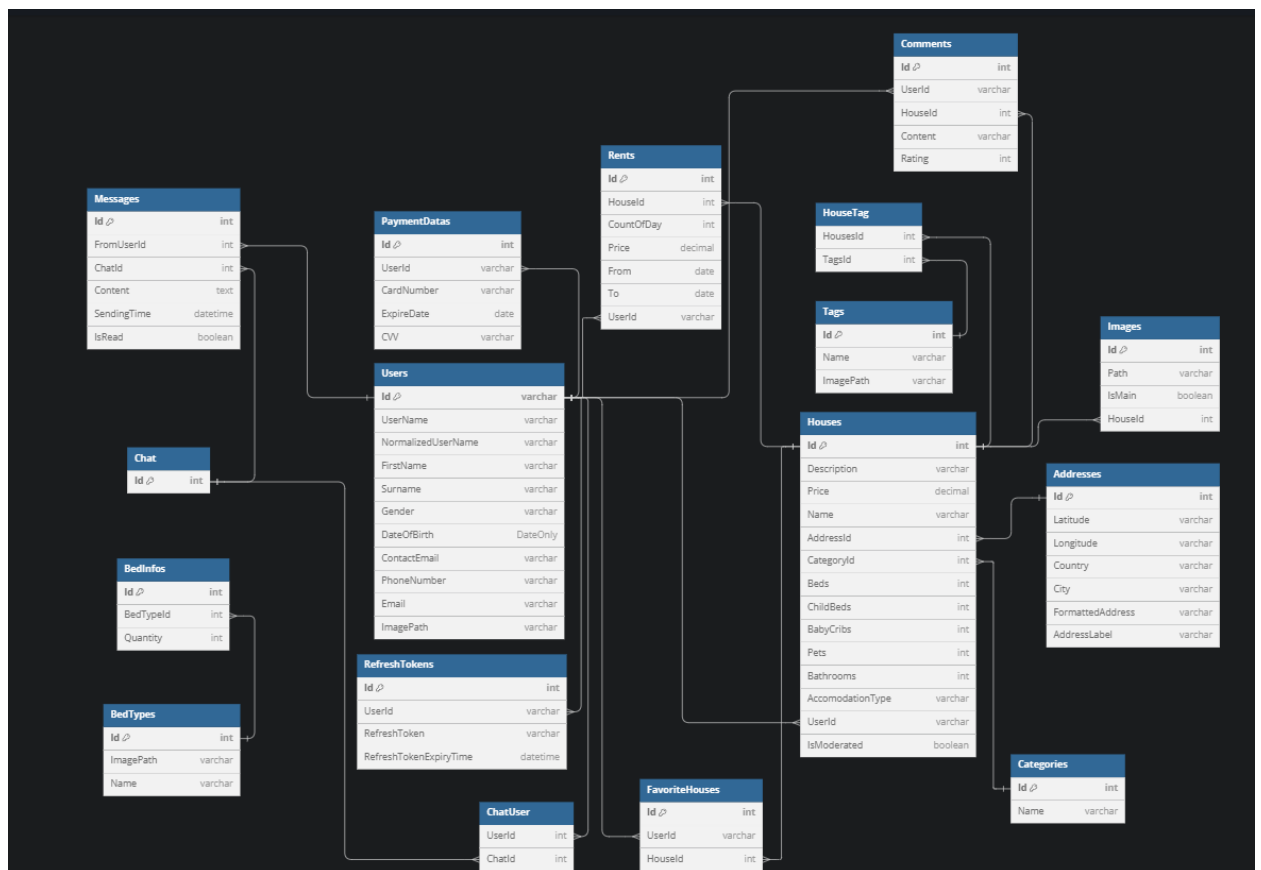 Comments
Id int
UserId varchar
HouseId int
Content varchar
Rating int
Rents
Id int
HouseId int
CountOfDay int
Price decimal
From date
To date
UserId varchar
Messages
Id int
FromUserId int
ChatId int
Content text
SendingTime datetime
IsRead boolean
PaymentDatas
Id int
UserId varchar
CardNumber varchar
ExpireDate date
CVV varchar
HouseTag
HousesId int
TagsId int
Tags
Id int
Name varchar
ImagePath varchar
Images
Id int
Path varchar
IsMain boolean
HouseId int
Users
Id varchar
UserName varchar
NormalizedUserName varchar
FirstName varchar
Surname varchar
Gender varchar
DateOfBirth DateOnly
ContactEmail varchar
PhoneNumber varchar
Email varchar
ImagePath varchar
Houses
Id int
Description varchar
Price decimal
Name varchar
AddressId int
CategoryId int
Beds int
ChildBeds int
BabyCribs int
Pets int
Bathrooms int
AccomodationType varchar
UserId varchar
IsModerated boolean
Chat
Id int
Addresses
Id int
Latitude varchar
Longitude varchar
Country varchar
City varchar
FormattedAddress varchar
AddressLabel varchar
BedInfos
Id int
BedTypeId int
Quantity int
RefreshTokens
Id int
UserId varchar
RefreshToken varchar
RefreshTokenExpiryTime datetime
BedTypes
Id int
ImagePath varchar
Name varchar
Categories
Id int
Name varchar
FavoriteHouses
Id int
UserId varchar
HouseId int
ChatUser
UserId int
ChatId int